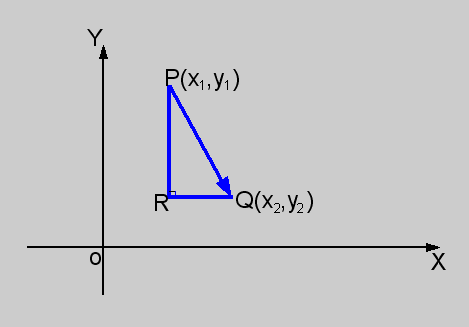 Y
P(x₁,y₁)
R
Q(x₂,y₂)
o
X